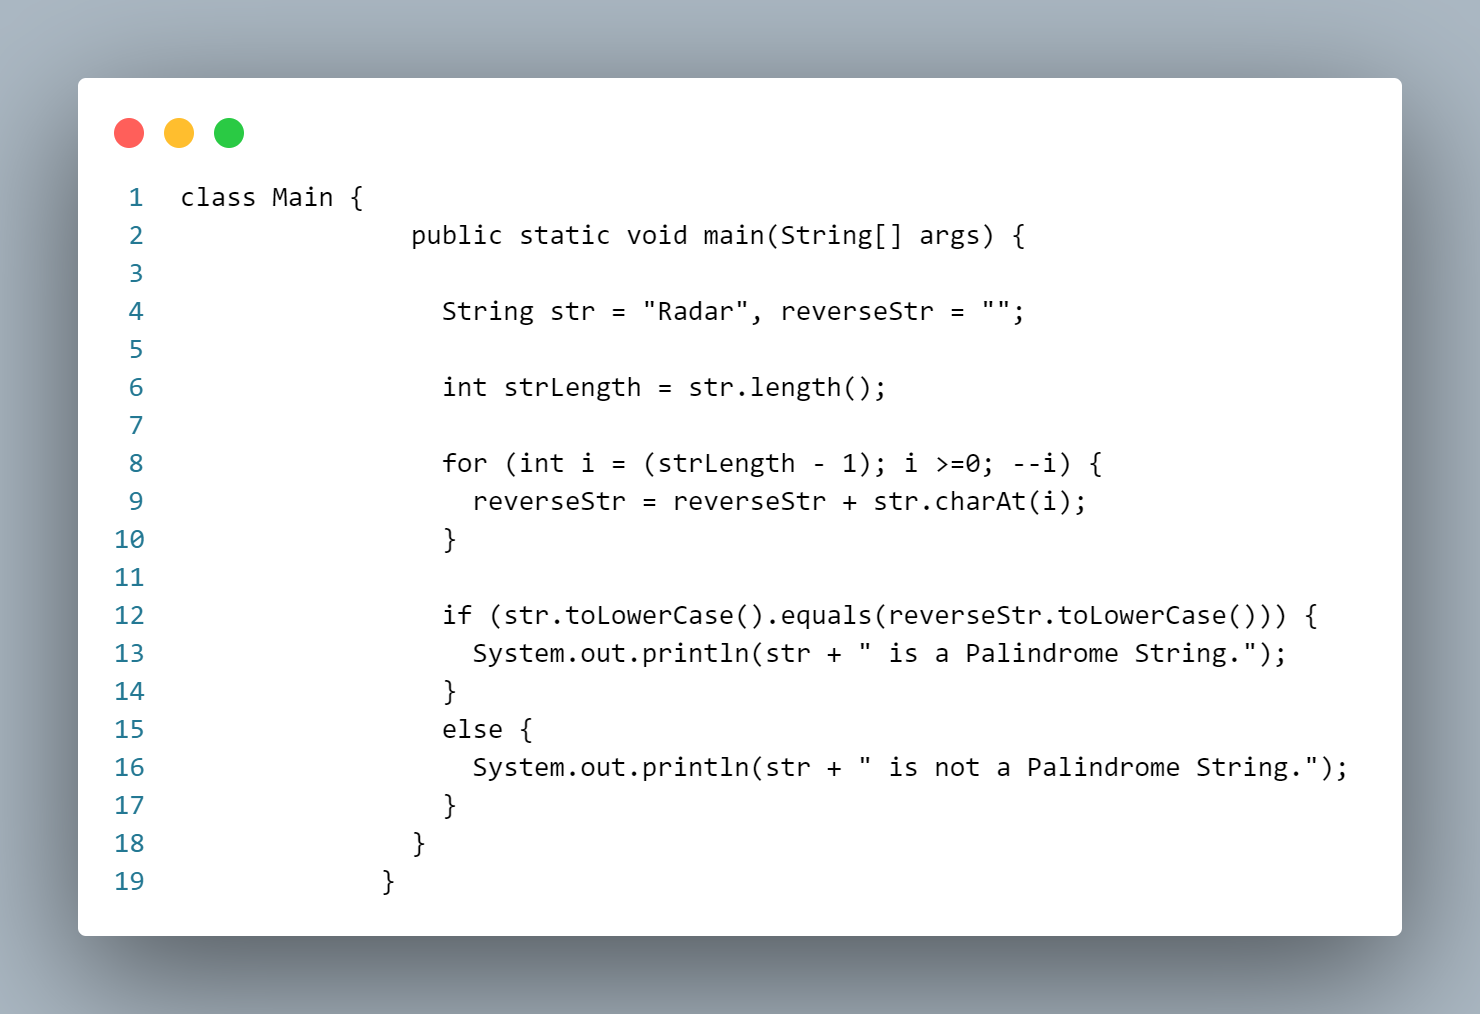 1 class Main {
2 public static void main(String[] args) {
3
4 String str = "Radar", reverseStr = "";
5
6 int strLength = str.length();
7
8 for (int i = (strLength - 1); i >=0; --i) {
9 reverseStr = reverseStr + str.charAt(i);
10 }
11
12 if (str.toLowerCase().equals(reverseStr.toLowerCase())) {
13 System.out.println(str + " is a Palindrome String.");
14 }
15 else {
16 System.out.println(str + " is not a Palindrome String.");
17 }
18 }
19 }